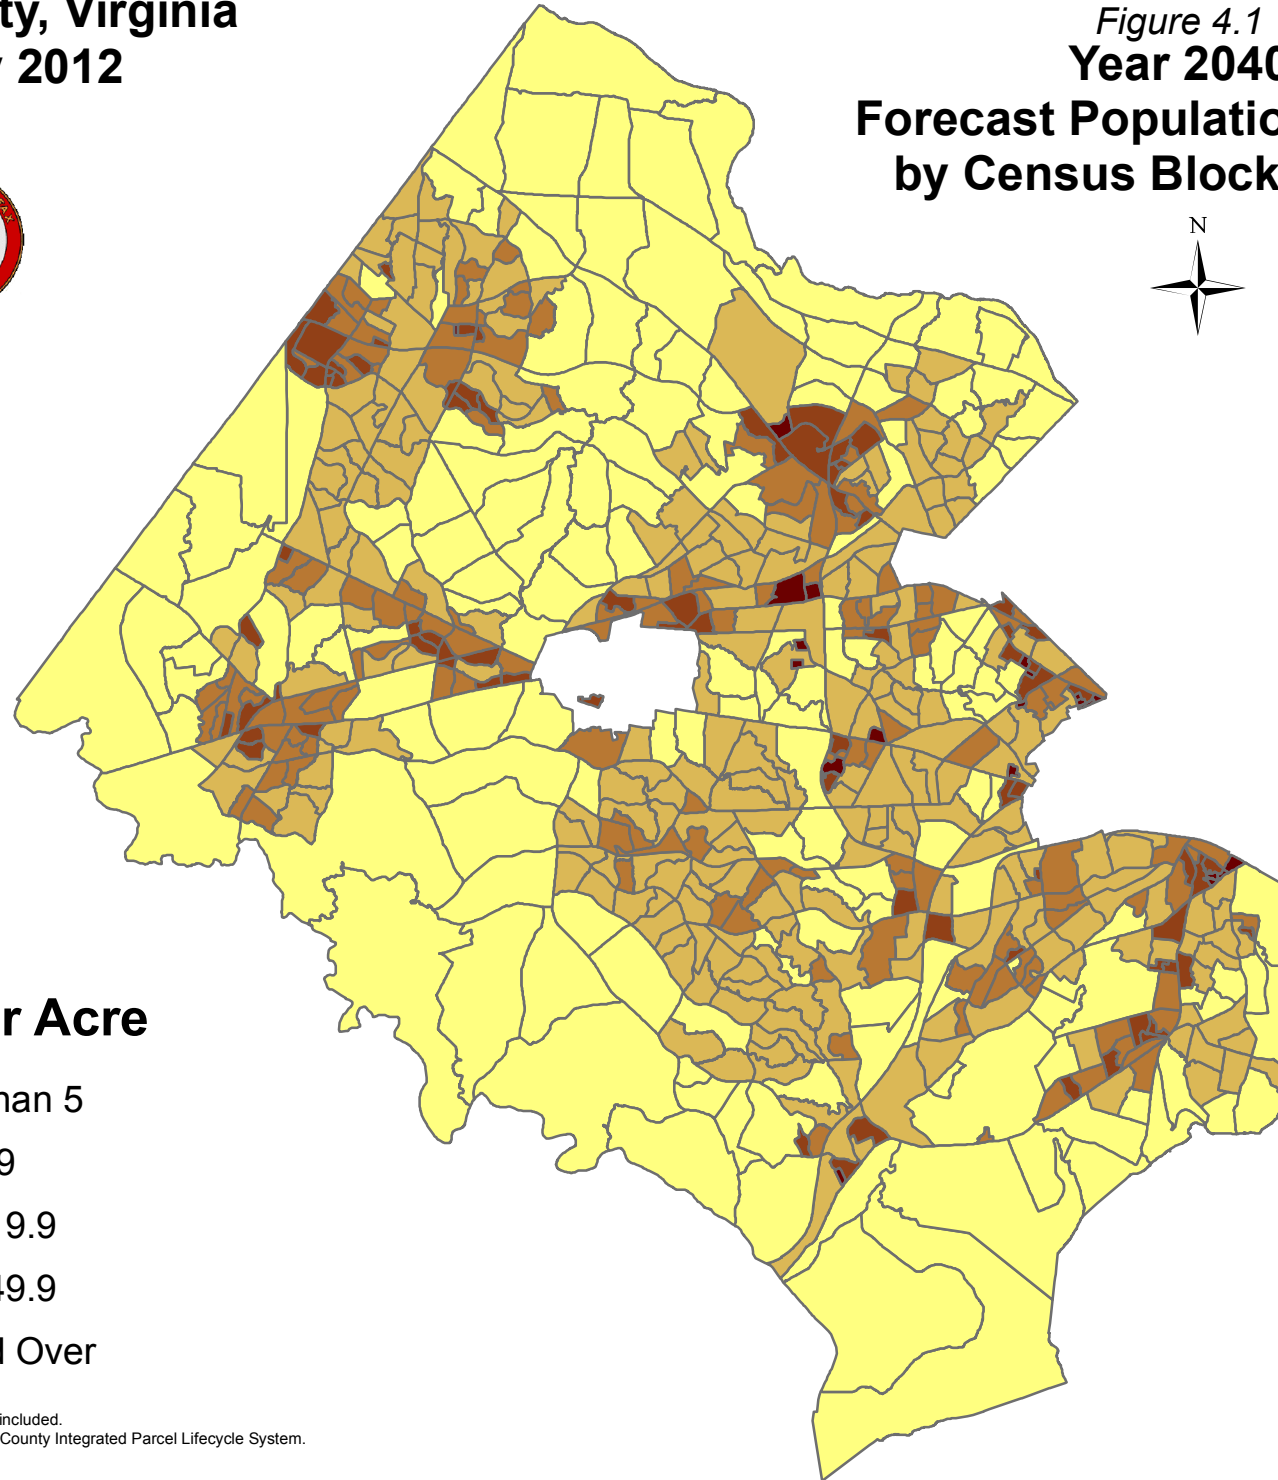 ty, Virginia
2012
Figure 4.1
Year 2040
Forecast Populatio
by Census Block
N
r Acre
han 5
9
9.9
49.9
d Over
included.
County Integrated Parcel Lifecycle System.